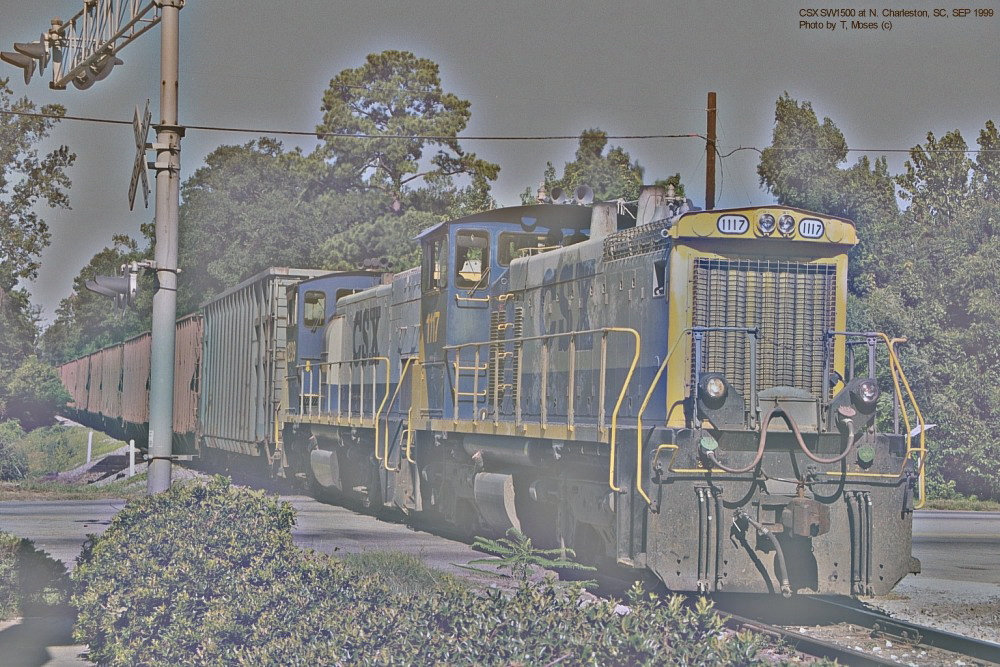 CSX SW1500 at N. Charleston, SC, SEP 1999
Photo by T, Moses (c)
1117 1117
CSX
CSX